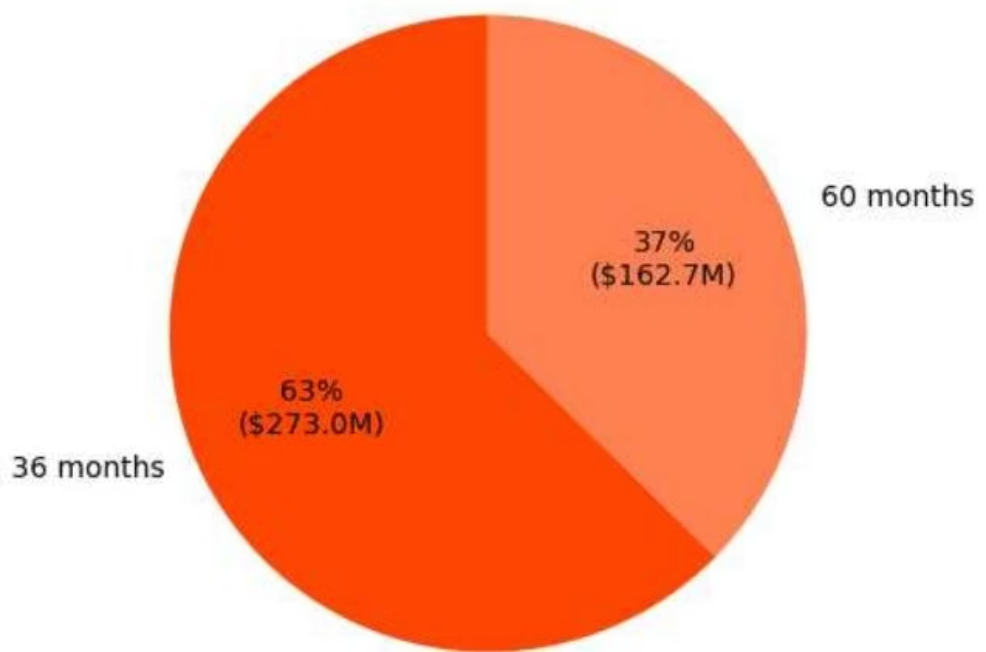 60 months
37%
($162.7M)
63%
($273.0M)
36 months